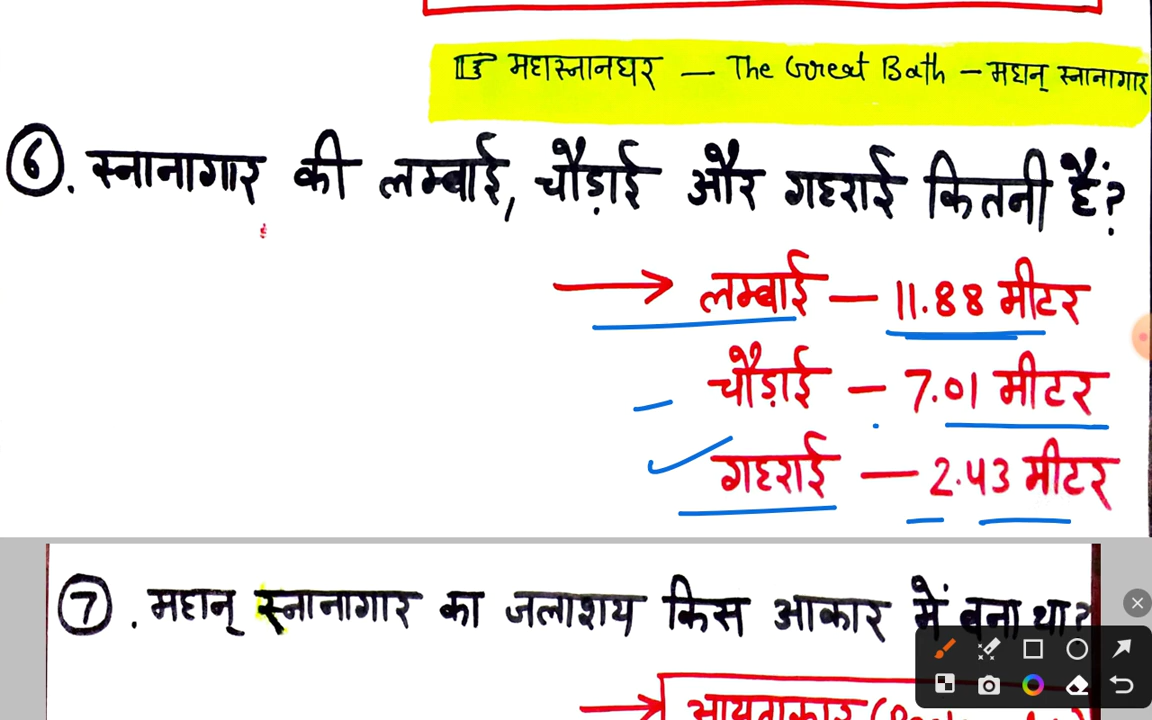 ☞ महास्नानघर — The Great Bath – महान् स्नानागार
6. स्नानागार की लम्बाई, चौड़ाई और गहराई कितनी हैं?
→ लम्बाई — 11.88 मीटर
चौड़ाई — 7.01 मीटर
गहराई — 2.43 मीटर
7. महान् स्नानागार का जलाशय किस आकार में बना था?
→ आयताकार